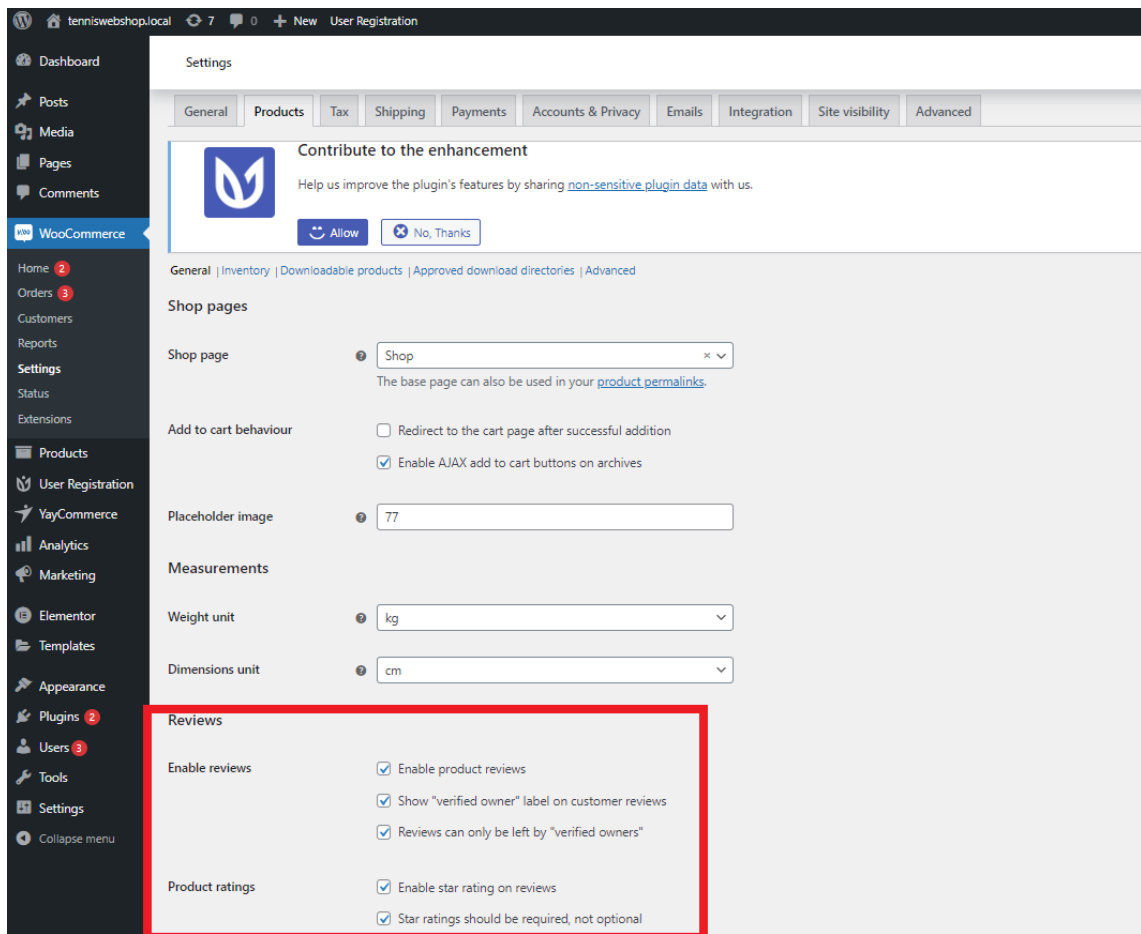 tenniswebshop.local 7 0 + New User Registration
Dashboard
Posts
Media
Pages
Comments
WooCommerce
Home 2
Orders 3
Customers
Reports
Settings
Status
Extensions
Products
User Registration
YayCommerce
Analytics
Marketing
Elementor
Templates
Appearance
Plugins 2
Users 3
Tools
Settings
Collapse menu
Settings
General Products Tax Shipping Payments Accounts & Privacy Emails Integration Site visibility Advanced
Contribute to the enhancement
Help us improve the plugin's features by sharing non-sensitive plugin data with us.
Allow No, Thanks
General | Inventory | Downloadable products | Approved download directories | Advanced
Shop pages
Shop page Shop ×
The base page can also be used in your product permalinks.
Add to cart behaviour Redirect to the cart page after successful addition
Enable AJAX add to cart buttons on archives
Placeholder image 77
Measurements
Weight unit kg
Dimensions unit cm
Reviews
Enable reviews Enable product reviews
Show "verified owner" label on customer reviews
Reviews can only be left by "verified owners"
Product ratings Enable star rating on reviews
Star ratings should be required, not optional